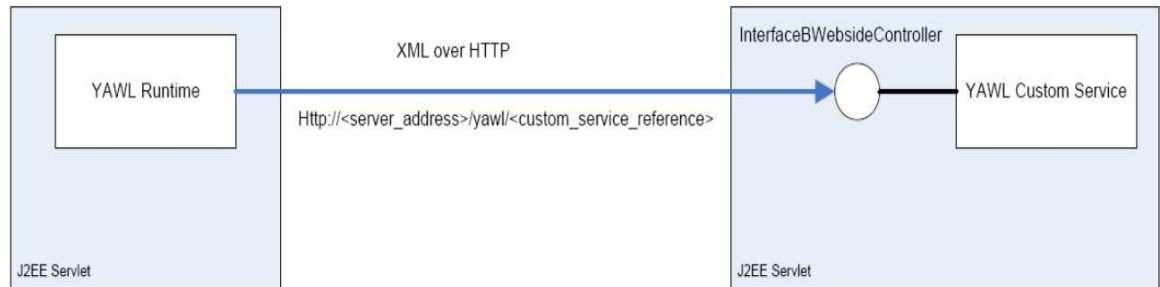 InterfaceBWebsideController
XML over HTTP
YAWL Runtime
YAWL Custom Service
Http://<server_address>/yawl/<custom_service_reference>
J2EE Servlet
J2EE Servlet